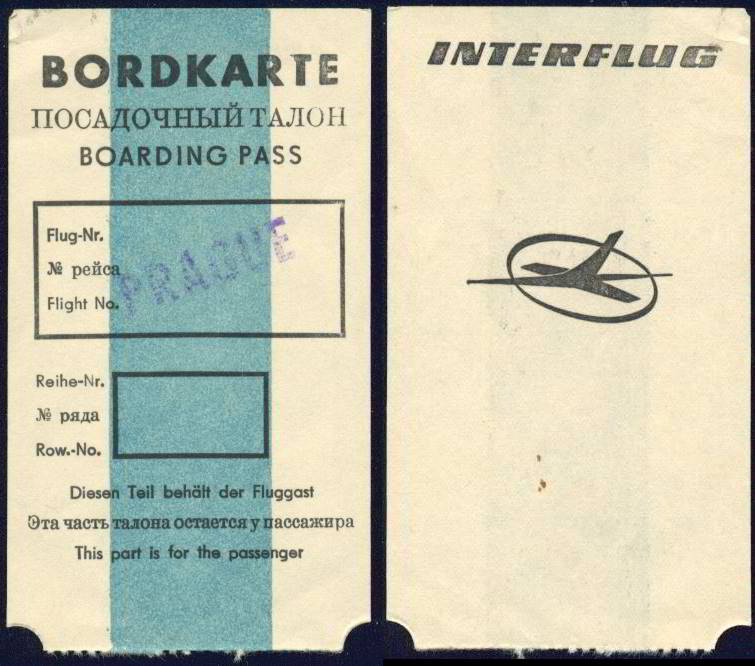 BORDKARTE
ПОСАДОЧНЫЙ ТАЛОН
BOARDING PASS
Flug-Nr.
№ рейса
Flight No.
PRAGUE
Reihe-Nr.
№ ряда
Row.-No.
Diesen Teil behält der Fluggast
Эта часть талона остается у пассажира
This part is for the passenger
INTERFLUG